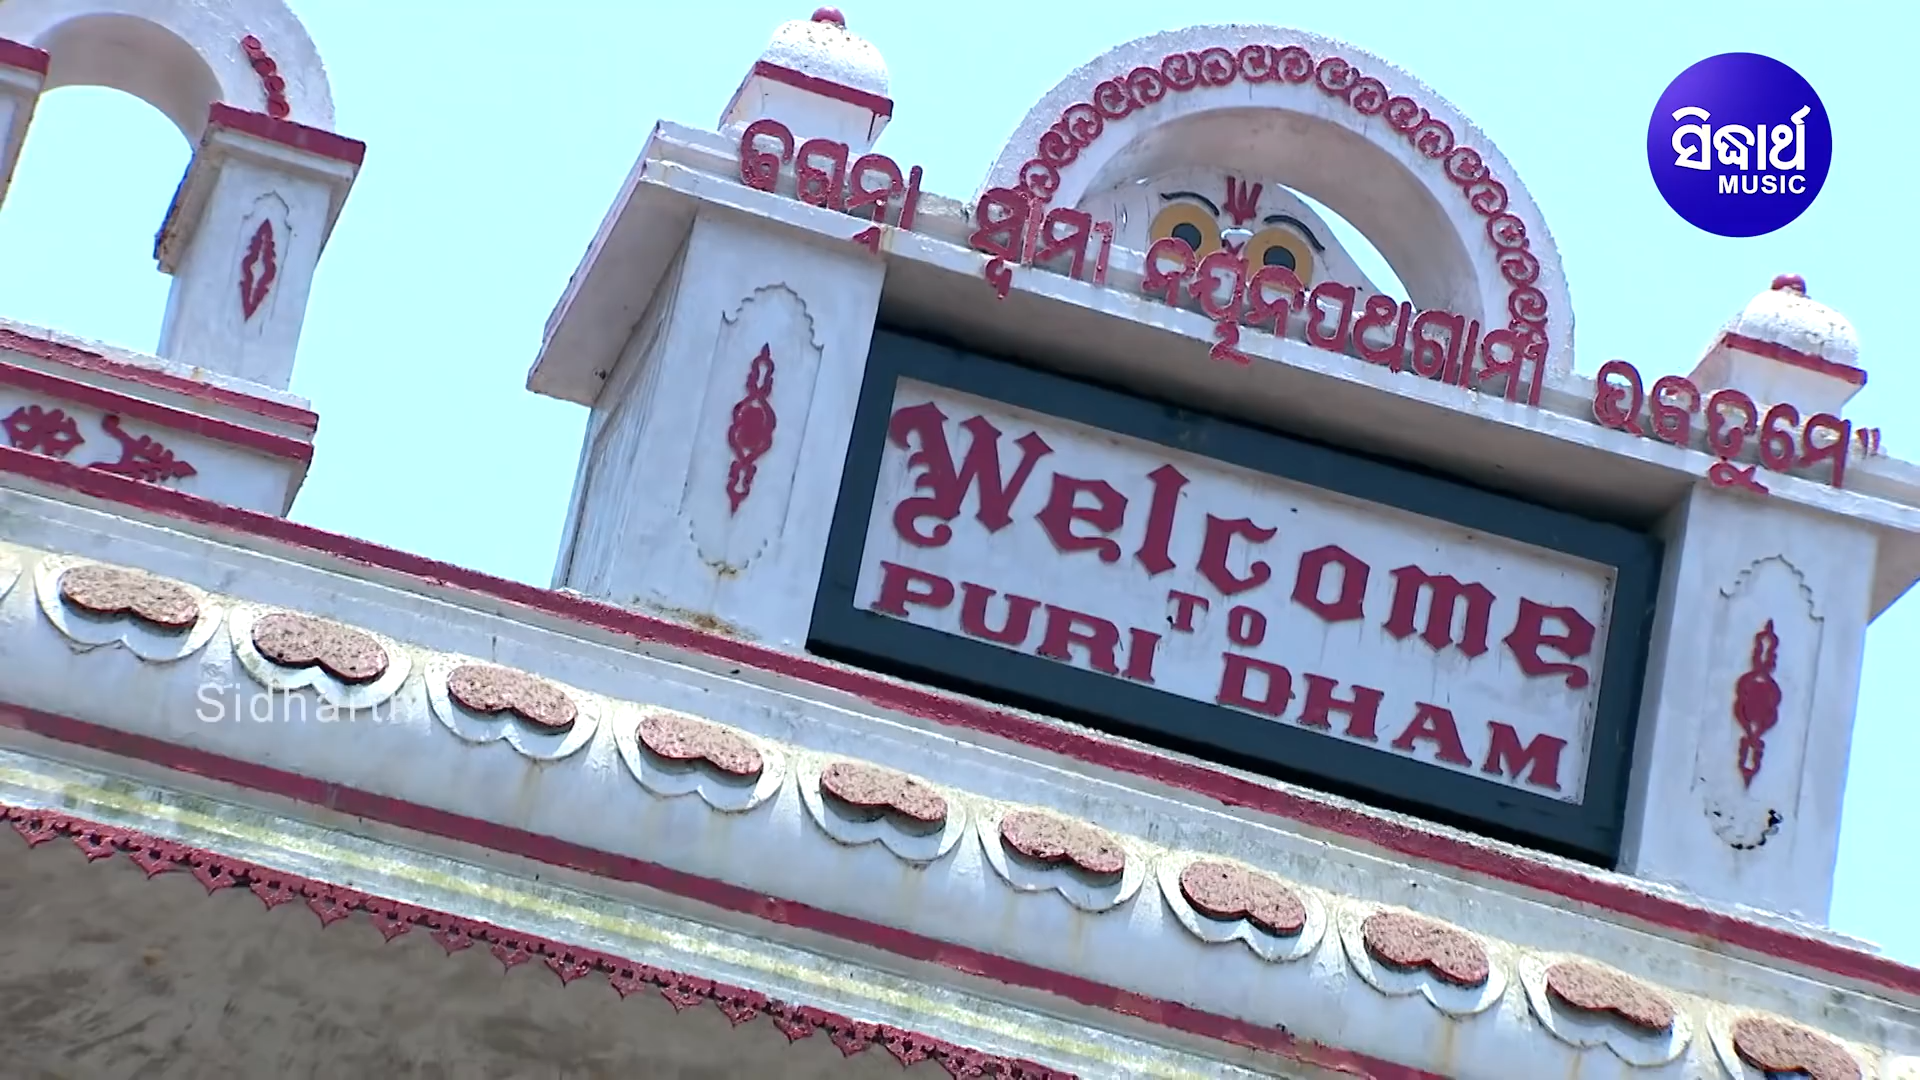 ଜଗନ୍ନାଥ ସ୍ୱାମୀ ନୟନପଥଗାମୀ ଭବତୁମେ"
Welcome
TO
PURI DHAM
ସିଦ୍ଧାର୍ଥ
MUSIC
Sidharth